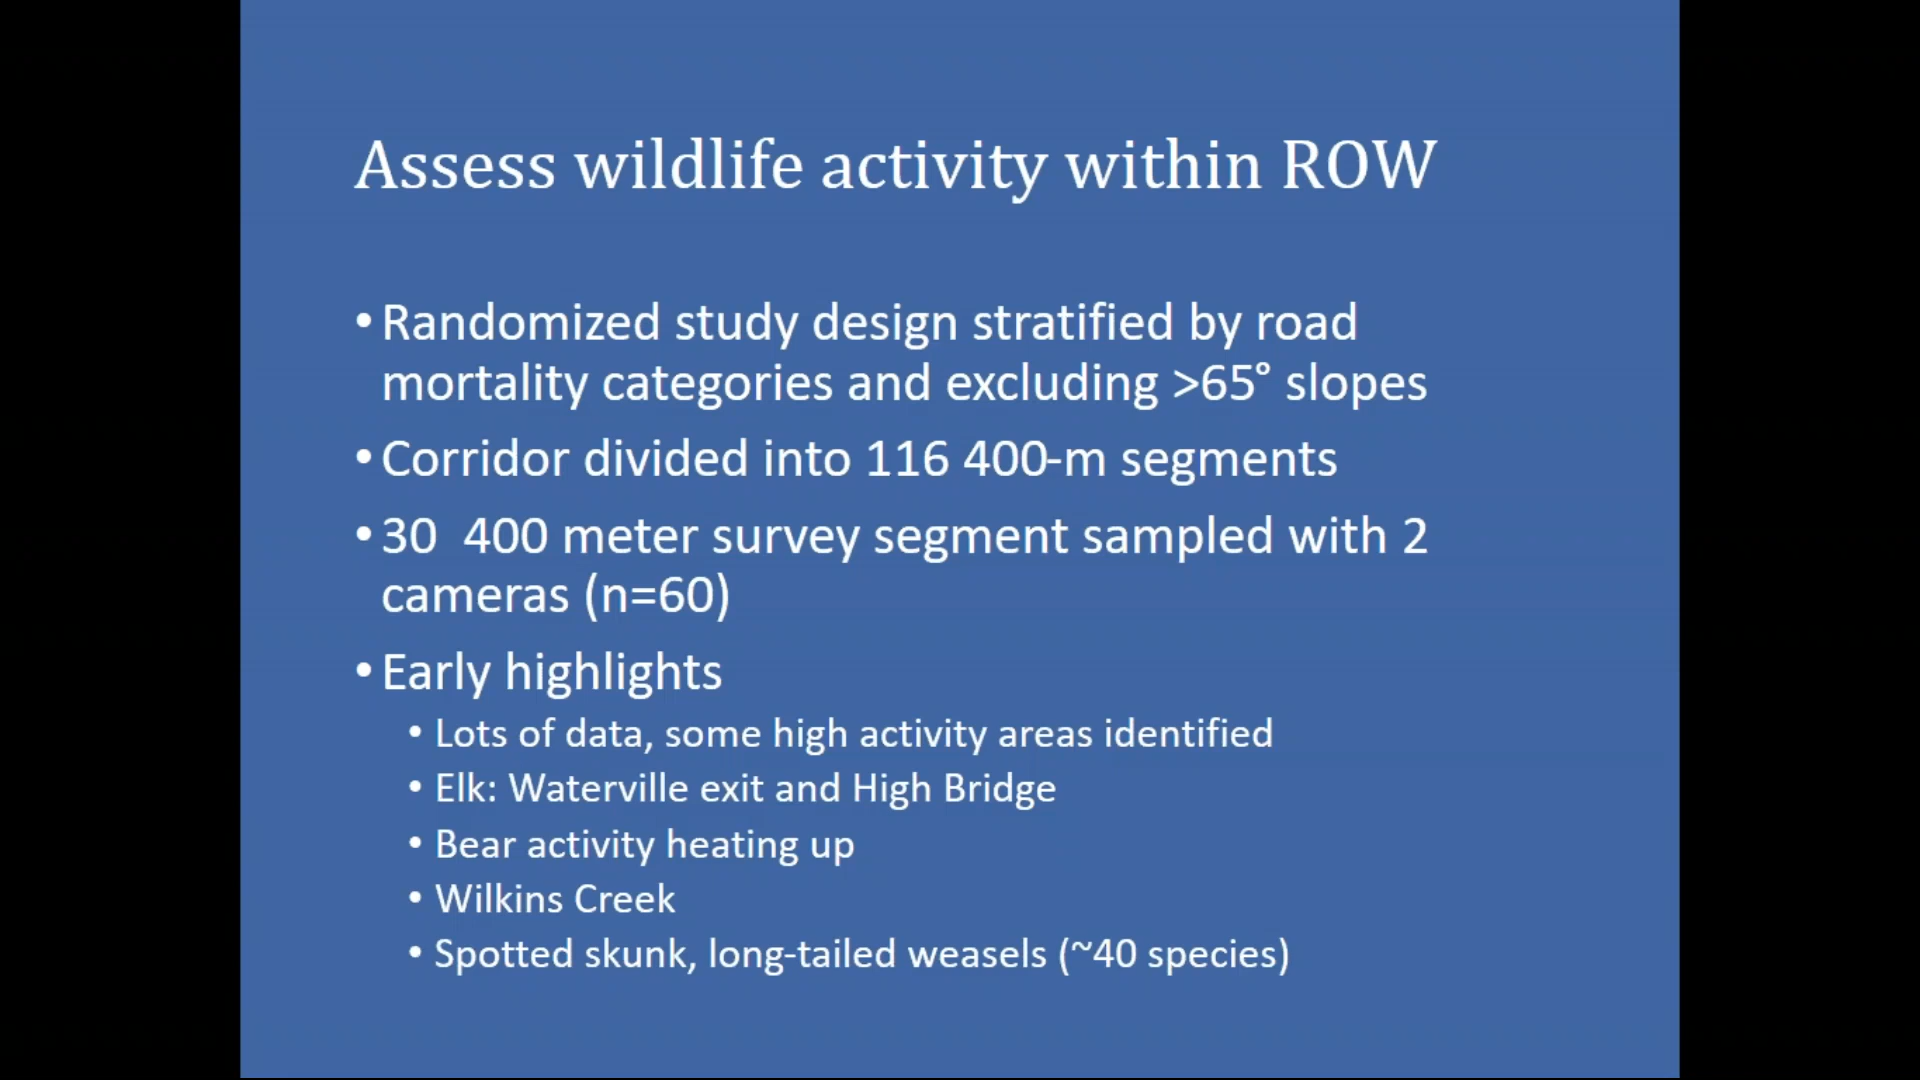 Assess wildlife activity within ROW
• Randomized study design stratified by road
mortality categories and excluding >65° slopes
• Corridor divided into 116 400-m segments
• 30  400 meter survey segment sampled with 2
cameras (n=60)
• Early highlights
• Lots of data, some high activity areas identified
• Elk: Waterville exit and High Bridge
• Bear activity heating up
• Wilkins Creek
• Spotted skunk, long-tailed weasels (~40 species)